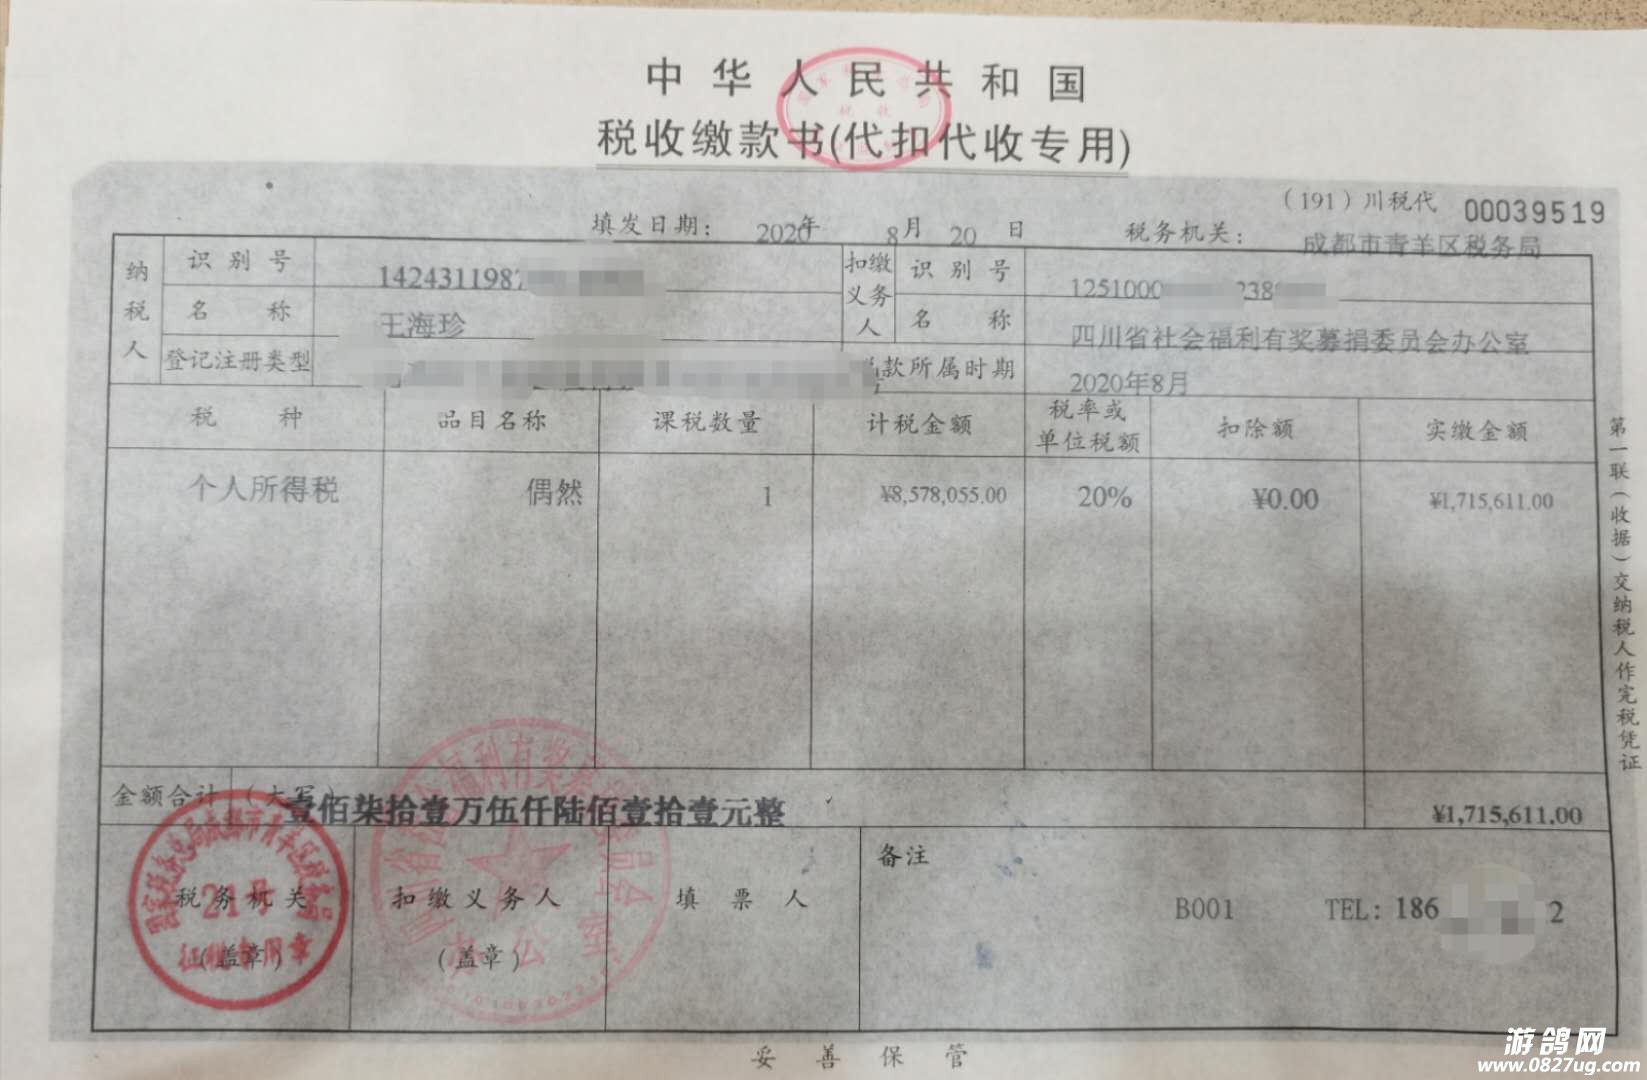 中华人民共和国
税收缴款书(代扣代收专用)
(191)川税代 00039519
填发日期: 2020年 8月 20 日 税务机关: 成都市青羊区税务局
纳税人
识别号 142431198
名称 王海珍
登记注册类型
扣缴义务人
识别号 1251000 238
名称 四川省社会福利有奖募捐委员会办公室
款所属时期 2020年8月
税种 品目名称 课税数量 计税金额 税率或单位税额 扣除额 实缴金额
个人所得税 偶然 1 ¥8,578,055.00 20% ¥0.00 ¥1,715,611.00
金额合计 (大写) 壹佰柒拾壹万伍仟陆佰壹拾壹元整 ¥1,715,611.00
税务机关
(盖章)
扣缴义务人
(盖章)
填票人
备注
B001 TEL: 186 2
21号
办公室
第一联(收据)交纳税人作完税凭证
妥善保管
游鸽网
www.0827ug.com